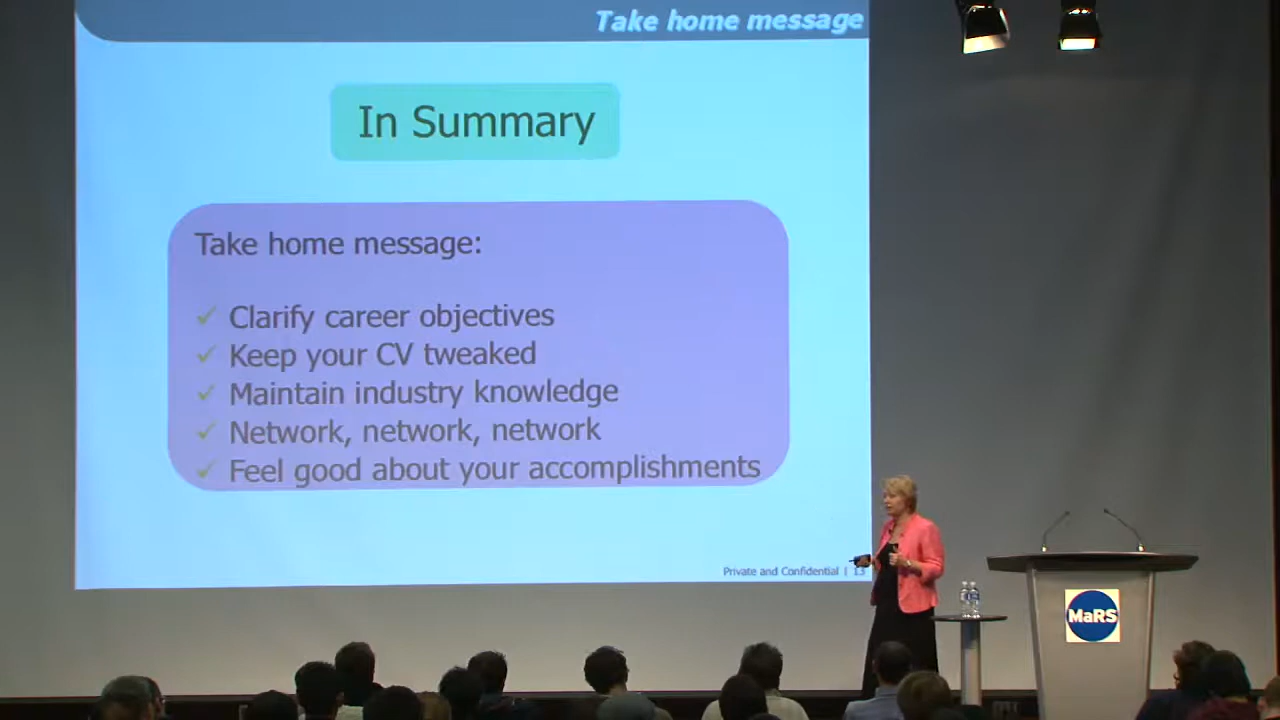 Take home message
In Summary
Take home message:
✓ Clarify career objectives
✓ Keep your CV tweaked
✓ Maintain industry knowledge
✓ Network, network, network
✓ Feel good about your accomplishments
Private and Confidential | 13
MaRS